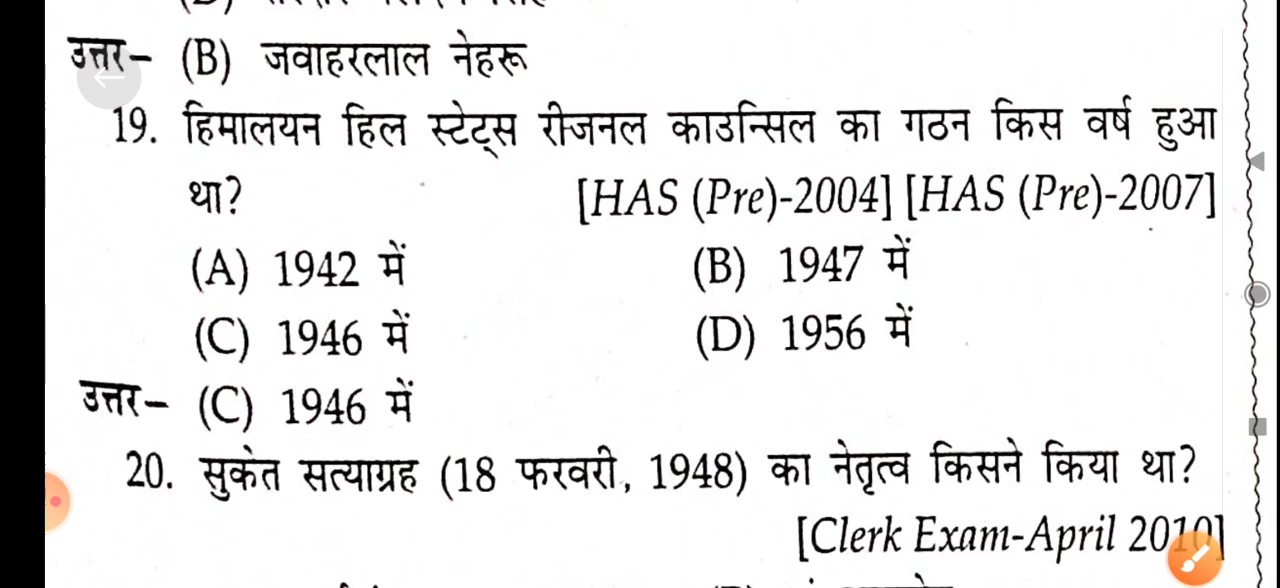 उत्तर– (B) जवाहरलाल नेहरू
19. हिमालयन हिल स्टेट्स रीजनल काउन्सिल का गठन किस वर्ष हुआ
था? [HAS (Pre)-2004] [HAS (Pre)-2007]
(A) 1942 में (B) 1947 में
(C) 1946 में (D) 1956 में
उत्तर– (C) 1946 में
20. सुकेत सत्याग्रह (18 फरवरी, 1948) का नेतृत्व किसने किया था?
[Clerk Exam-April 2010]